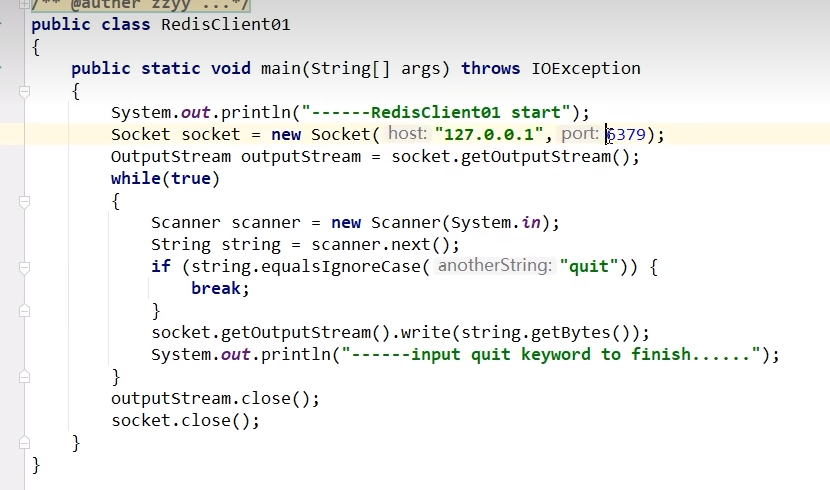 /** @auther zzyy ...*/
public class RedisClient01
{
    public static void main(String[] args) throws IOException
    {
        System.out.println("------RedisClient01 start");
        Socket socket = new Socket( host: "127.0.0.1", port: 6379);
        OutputStream outputStream = socket.getOutputStream();
        while(true)
        {
            Scanner scanner = new Scanner(System.in);
            String string = scanner.next();
            if (string.equalsIgnoreCase( anotherString: "quit")) {
                break;
            }
            socket.getOutputStream().write(string.getBytes());
            System.out.println("------input quit keyword to finish......");
        }
        outputStream.close();
        socket.close();
    }
}